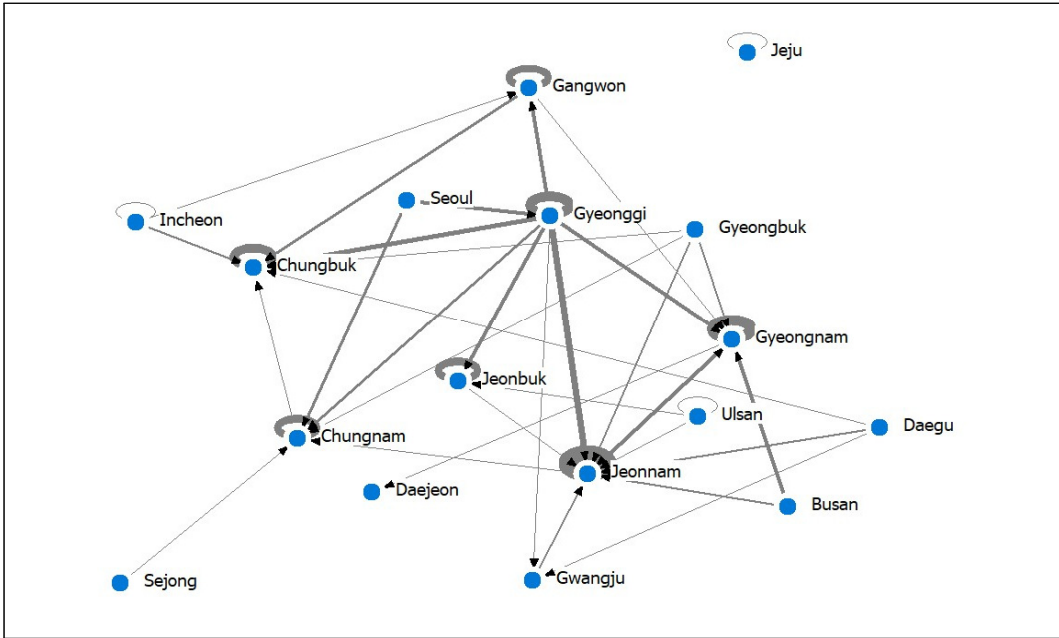 Jeju
Gangwon
Seoul
Gyeonggi
Incheon
Gyeongbuk
Chungbuk
Gyeongnam
Jeonbuk
Ulsan
Daegu
Chungnam
Jeonnam
Daejeon
Busan
Sejong
Gwangju